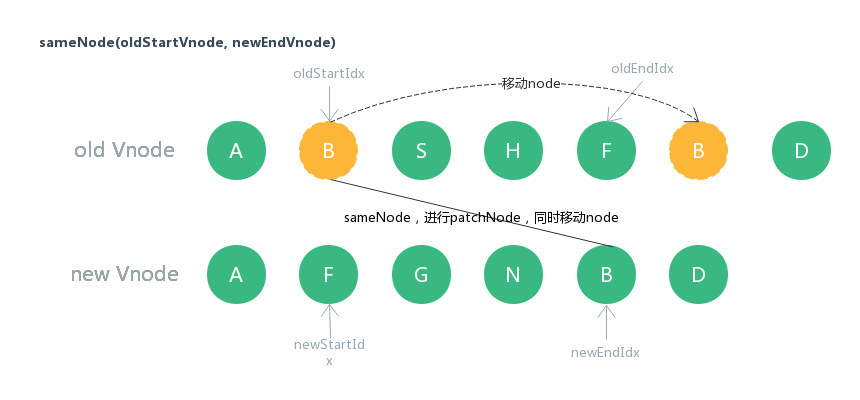 sameNode(oldStartVnode, newEndVnode)
oldStartIdx
oldEndIdx
移动node
old Vnode
A
B
S
H
F
B
D
sameNode，进行patchNode，同时移动node
new Vnode
A
F
G
N
B
D
newStartId
x
newEndIdx